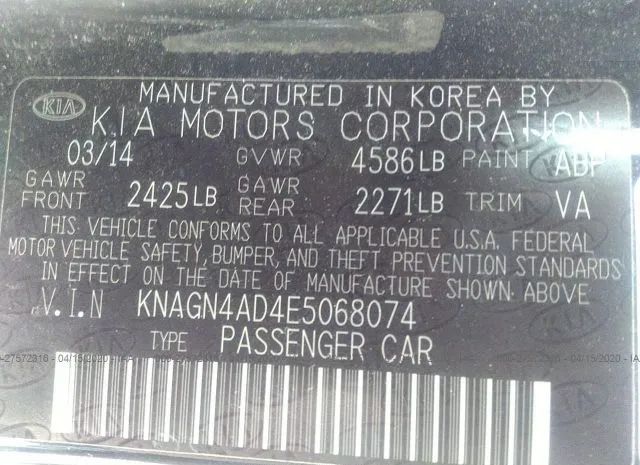 KIA MANUFACTURED IN KOREA BY
KIA MOTORS CORPORATION
03/14 GVWR 4586LB PAINT ABP
GAWR FRONT 2425LB GAWR REAR 2271LB TRIM VA
THIS VEHICLE CONFORMS TO ALL APPLICABLE U.S.A. FEDERAL
MOTOR VEHICLE SAFETY, BUMPER, AND THEFT PREVENTION STANDARDS
IN EFFECT ON THE DATE OF MANUFACTURE SHOWN ABOVE
V.I.N KNAGN4AD4E5068074
TYPE PASSENGER CAR